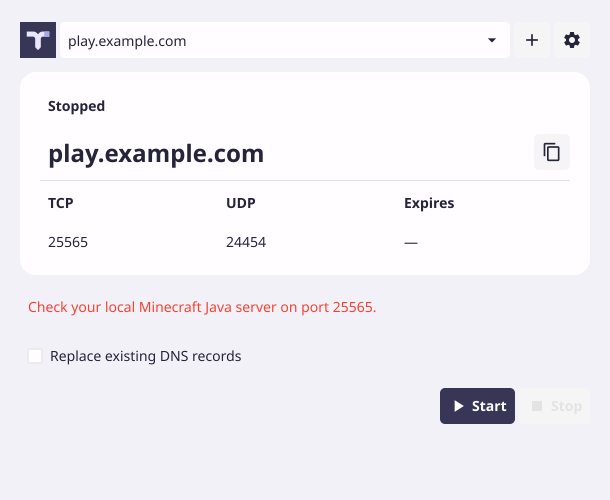 play.example.com
Stopped
play.example.com
TCP UDP Expires
25565 24454 —
Check your local Minecraft Java server on port 25565.
Replace existing DNS records
Start Stop